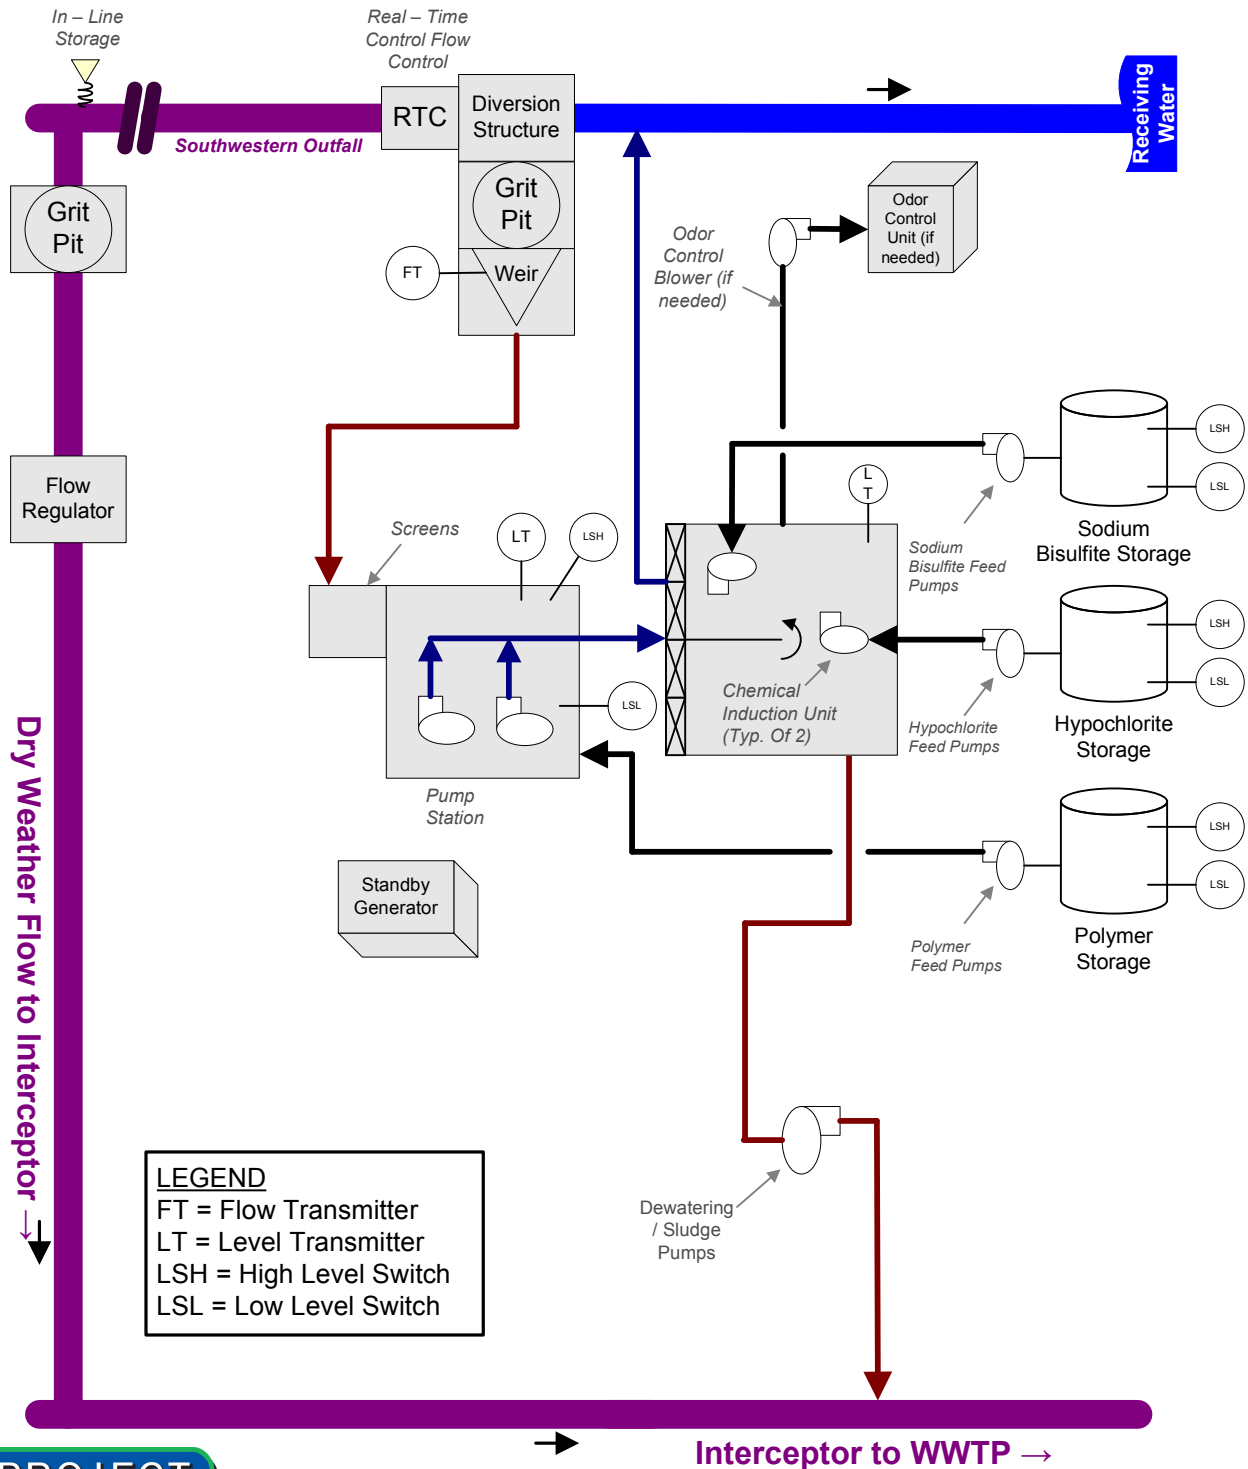 In – Line
Storage
Real – Time
Control Flow
Control
RTC
Diversion
Structure
Receiving
Water
Southwestern Outfall
Grit
Pit
Grit
Pit
FT
Weir
Odor
Control
Blower (if
needed)
Odor
Control
Unit (if
needed)
Flow
Regulator
Screens
LT
LSH
L
T
Sodium
Bisulfite Feed
Pumps
LSH
LSL
Sodium
Bisulfite Storage
LSL
Chemical
Induction Unit
(Typ. Of 2)
Hypochlorite
Feed Pumps
LSH
LSL
Hypochlorite
Storage
Pump
Station
Standby
Generator
Polymer
Feed Pumps
LSH
LSL
Polymer
Storage
Dry Weather Flow to Interceptor →
Dewatering
/ Sludge
Pumps
LEGEND
FT = Flow Transmitter
LT = Level Transmitter
LSH = High Level Switch
LSL = Low Level Switch
Interceptor to WWTP →
PROJECT